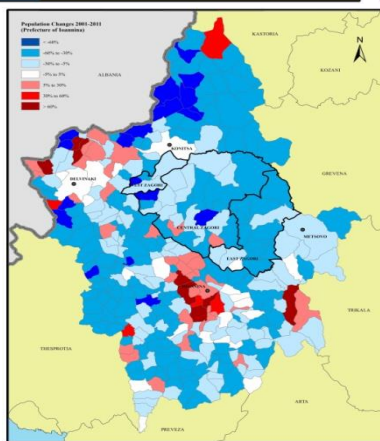 Population Changes 2001-2011
(Prefecture of Ioannina)
< -60%
-60% to -30%
-30% to -5%
-5% to 5%
5% to 30%
30% to 60%
> 60%
KASTORIA
N
KOZANI
ALBANIA
KONITSA
GREVENA
DELVINAKI
CENTRAL ZAGORI
METSOVO
EAST ZAGORI
TRIKALA
THESPROTIA
ARTA
PREVEZA